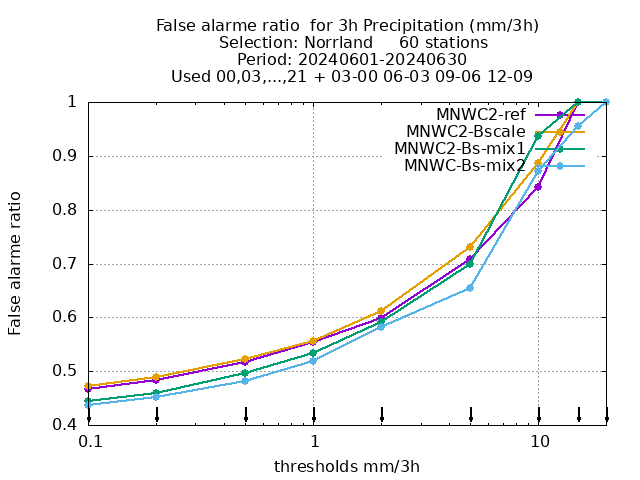 False alarme ratio  for 3h Precipitation (mm/3h)
Selection: Norrland     60 stations
Period: 20240601-20240630
Used 00,03,...,21 + 03-00 06-03 09-06 12-09
MNWC2-ref
MNWC2-Bscale
MNWC2-Bs-mix1
MNWC-Bs-mix2
False alarme ratio
1
0.9
0.8
0.7
0.6
0.5
0.4
0.1 1 10
thresholds mm/3h